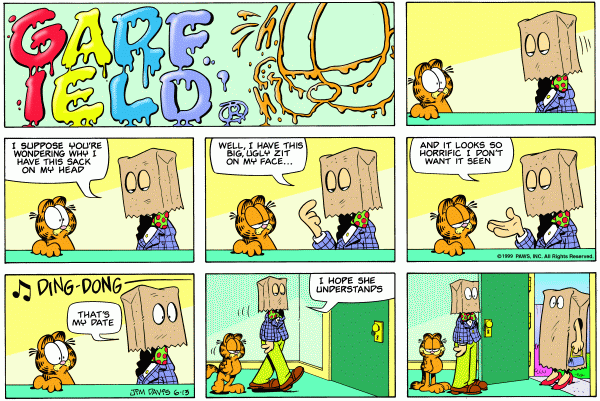 GARF
IELD
I SUPPOSE YOU'RE
WONDERING WHY I
HAVE THIS SACK
ON MY HEAD
WELL, I HAVE THIS
BIG, UGLY ZIT
ON MY FACE...
AND IT LOOKS SO
HORRIFIC I DON'T
WANT IT SEEN
©1999 PAWS, INC. All Rights Reserved.
DING-DONG
THAT'S
MY DATE
JIM DAVIS 6-13
I HOPE SHE
UNDERSTANDS